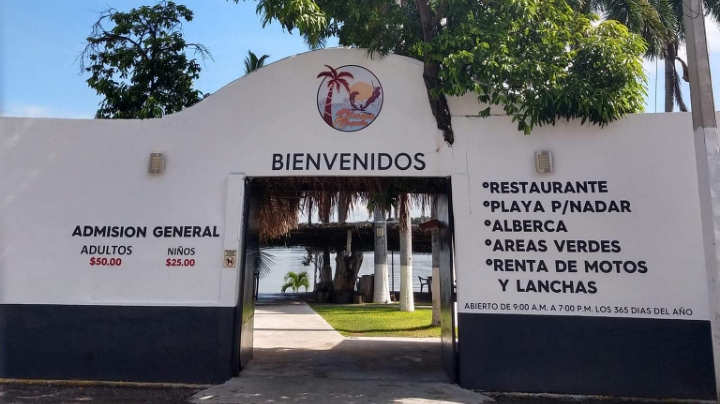 BIENVENIDOS
ADMISION GENERAL
ADULTOS NIÑOS
$50.00 $25.00
°RESTAURANTE
°PLAYA P/NADAR
°ALBERCA
°AREAS VERDES
°RENTA DE MOTOS
Y LANCHAS
ABIERTO DE 9:00 A.M. A 7:00 P.M. LOS 365 DIAS DEL AÑO